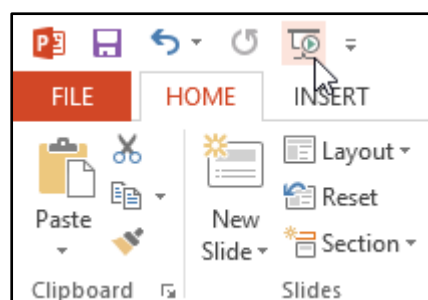 FILE HOME INSERT
Paste
New
Slide
Layout
Reset
Section
Clipboard Slides